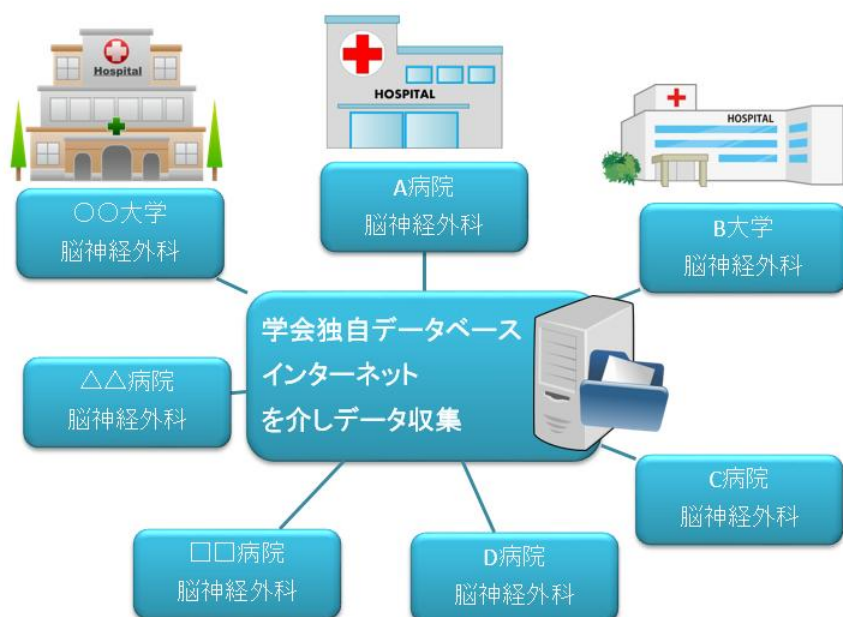 Hospital
HOSPITAL
HOSPITAL
〇〇大学
脳神経外科
A病院
脳神経外科
B大学
脳神経外科
学会独自データベース
インターネット
を介しデータ収集
△△病院
脳神経外科
C病院
脳神経外科
□□病院
脳神経外科
D病院
脳神経外科